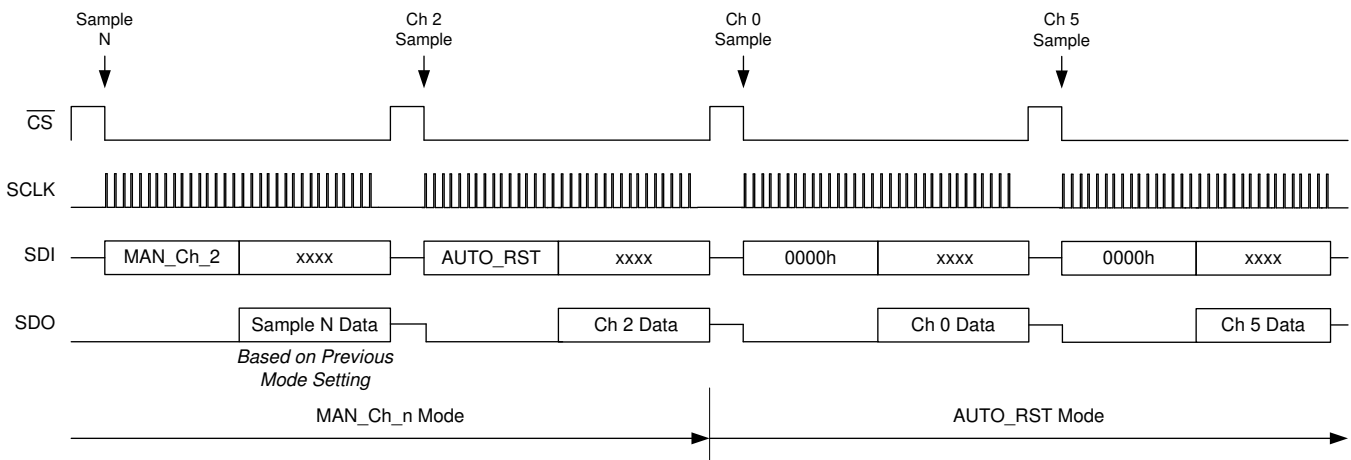 Sample
N
Ch 2
Sample
Ch 0
Sample
Ch 5
Sample
CS
SCLK
SDI
MAN_Ch_2
xxxx
AUTO_RST
xxxx
0000h
xxxx
0000h
xxxx
SDO
Sample N Data
Ch 2 Data
Ch 0 Data
Ch 5 Data
Based on Previous
Mode Setting
MAN_Ch_n Mode
AUTO_RST Mode